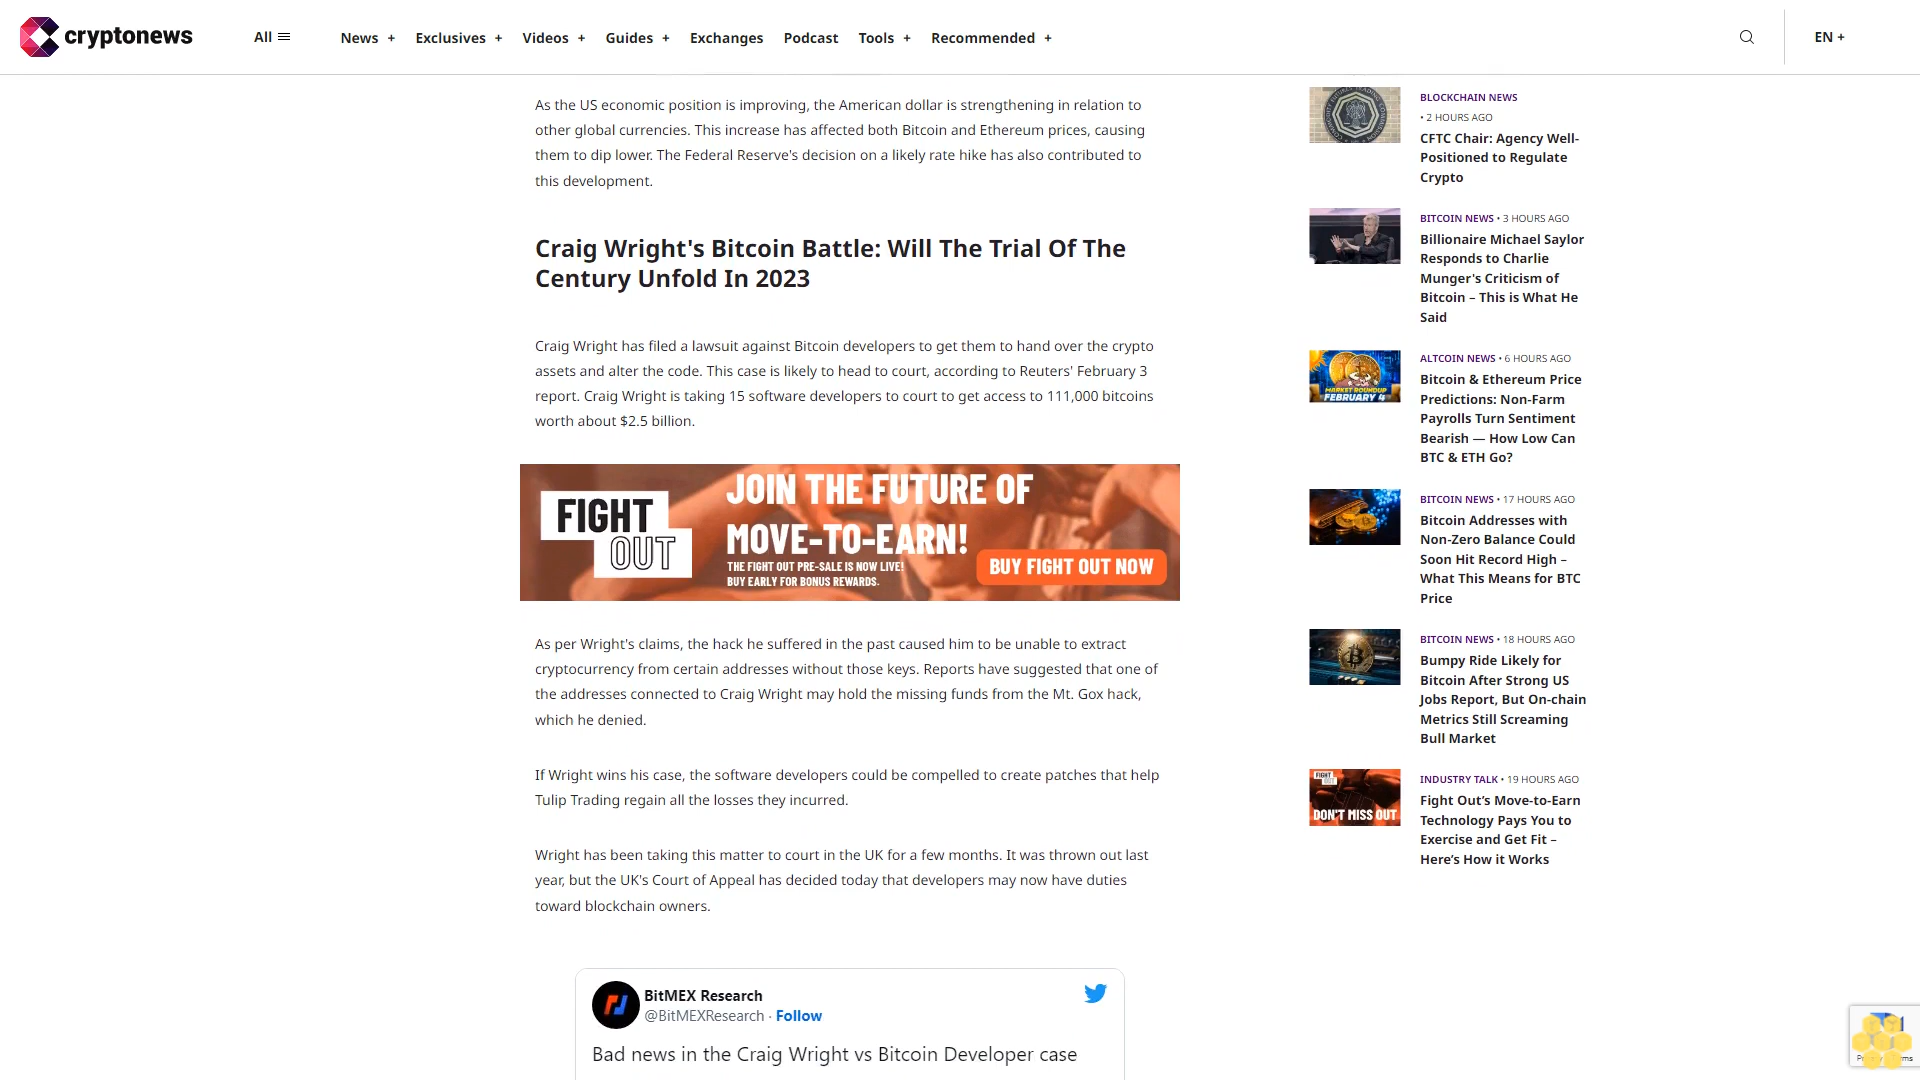 cryptonews
All
News +
Exclusives +
Videos +
Guides +
Exchanges
Podcast
Tools +
Recommended +
EN +
As the US economic position is improving, the American dollar is strengthening in relation to
other global currencies. This increase has affected both Bitcoin and Ethereum prices, causing
them to dip lower. The Federal Reserve's decision on a likely rate hike has also contributed to
this development.
Craig Wright's Bitcoin Battle: Will The Trial Of The
Century Unfold In 2023
Craig Wright has filed a lawsuit against Bitcoin developers to get them to hand over the crypto
assets and alter the code. This case is likely to head to court, according to Reuters' February 3
report. Craig Wright is taking 15 software developers to court to get access to 111,000 bitcoins
worth about $2.5 billion.
FIGHT
OUT
JOIN THE FUTURE OF
MOVE-TO-EARN!
THE FIGHT OUT PRE-SALE IS NOW LIVE!
BUY EARLY FOR BONUS REWARDS.
BUY FIGHT OUT NOW
As per Wright's claims, the hack he suffered in the past caused him to be unable to extract
cryptocurrency from certain addresses without those keys. Reports have suggested that one of
the addresses connected to Craig Wright may hold the missing funds from the Mt. Gox hack,
which he denied.
If Wright wins his case, the software developers could be compelled to create patches that help
Tulip Trading regain all the losses they incurred.
Wright has been taking this matter to court in the UK for a few months. It was thrown out last
year, but the UK's Court of Appeal has decided today that developers may now have duties
toward blockchain owners.
BitMEX Research
@BitMEXResearch · Follow
Bad news in the Craig Wright vs Bitcoin Developer case
BLOCKCHAIN NEWS
• 2 HOURS AGO
CFTC Chair: Agency Well-
Positioned to Regulate
Crypto
BITCOIN NEWS • 3 HOURS AGO
Billionaire Michael Saylor
Responds to Charlie
Munger's Criticism of
Bitcoin – This is What He
Said
MARKET ROUNDUP
FEBRUARY 4
ALTCOIN NEWS • 6 HOURS AGO
Bitcoin & Ethereum Price
Predictions: Non-Farm
Payrolls Turn Sentiment
Bearish — How Low Can
BTC & ETH Go?
BITCOIN NEWS • 17 HOURS AGO
Bitcoin Addresses with
Non-Zero Balance Could
Soon Hit Record High –
What This Means for BTC
Price
BITCOIN NEWS • 18 HOURS AGO
Bumpy Ride Likely for
Bitcoin After Strong US
Jobs Report, But On-chain
Metrics Still Screaming
Bull Market
FIGHT
OUT
DON'T MISS OUT
INDUSTRY TALK • 19 HOURS AGO
Fight Out's Move-to-Earn
Technology Pays You to
Exercise and Get Fit –
Here's How it Works